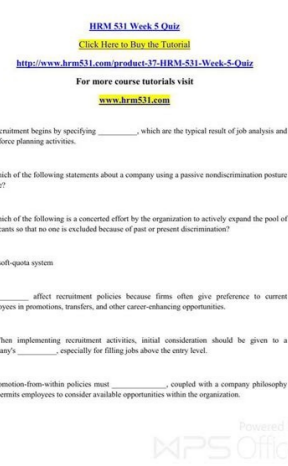 HRM 531 Week 5 Quiz
Click Here to Buy the Tutorial
http://www.hrm531.com/product-37-HRM-531-Week-5-Quiz
For more course tutorials visit
www.hrm531.com
cruitment begins by specifying __________, which are the typical result of job analysis and
force planning activities.
ich of the following statements about a company using a passive nondiscrimination posture
e?
ich of the following is a concerted effort by the organization to actively expand the pool of
cants so that no one is excluded because of past or present discrimination?
soft-quota system
________ affect recruitment policies because firms often give preference to current
oyees in promotions, transfers, and other career-enhancing opportunities.
hen implementing recruitment activities, initial consideration should be given to a
any's __________, especially for filling jobs above the entry level.
omotion-from-within policies must ______________, coupled with a company philosophy
ermits employees to consider available opportunities within the organization.
Powered
WPS Offic